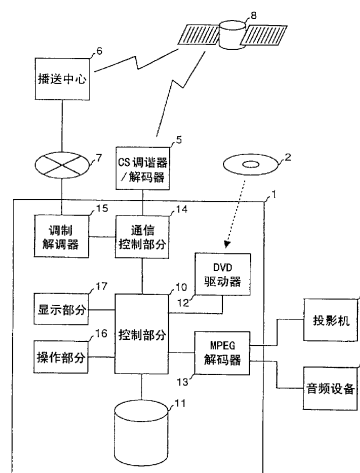 8
6
播送中心
5
CS 调谐器
/解码器
7
2
1
15
调制
解调器
14
通信
控制部分
DVD
驱动器
12
17
显示部分
10
控制部分
16
操作部分
MPEG
解码器
13
投影机
音频设备
11